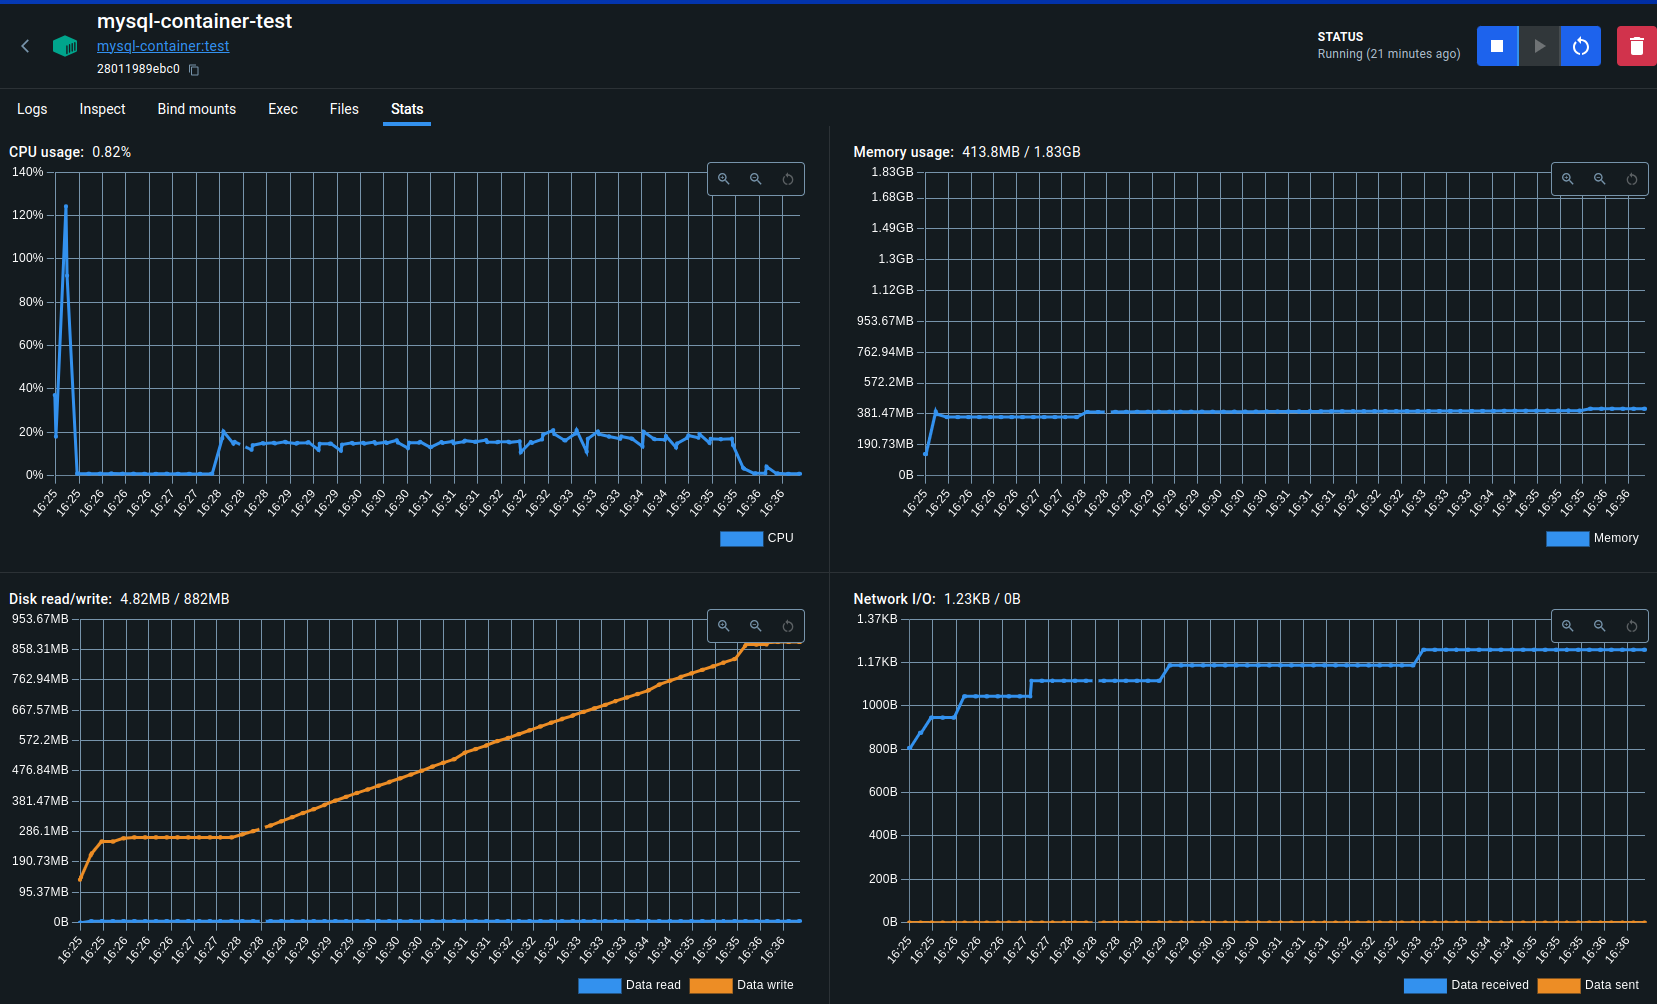 mysql-container-test
mysql-container:test
28011989ebc0
STATUS
Running (21 minutes ago)
Logs Inspect Bind mounts Exec Files Stats
CPU usage: 0.82%
140%
120%
100%
80%
60%
40%
20%
0%
16:25 16:25 16:26 16:26 16:26 16:27 16:27 16:28 16:28 16:28 16:29 16:29 16:29 16:30 16:30 16:30 16:31 16:31 16:31 16:32 16:32 16:32 16:33 16:33 16:33 16:34 16:34 16:35 16:35 16:35 16:36 16:36
CPU
Memory usage: 413.8MB / 1.83GB
1.83GB
1.68GB
1.49GB
1.3GB
1.12GB
953.67MB
762.94MB
572.2MB
381.47MB
190.73MB
0B
16:25 16:25 16:26 16:26 16:26 16:27 16:27 16:28 16:28 16:28 16:29 16:29 16:29 16:30 16:30 16:30 16:31 16:31 16:31 16:32 16:32 16:32 16:33 16:33 16:33 16:34 16:34 16:35 16:35 16:35 16:36 16:36
Memory
Disk read/write: 4.82MB / 882MB
953.67MB
858.31MB
762.94MB
667.57MB
572.2MB
476.84MB
381.47MB
286.1MB
190.73MB
95.37MB
0B
16:25 16:25 16:26 16:26 16:26 16:27 16:27 16:28 16:28 16:28 16:29 16:29 16:29 16:30 16:30 16:30 16:31 16:31 16:31 16:32 16:32 16:32 16:33 16:33 16:33 16:34 16:34 16:35 16:35 16:35 16:36 16:36
Data read Data write
Network I/O: 1.23KB / 0B
1.37KB
1.17KB
1000B
800B
600B
400B
200B
0B
16:25 16:25 16:26 16:26 16:26 16:27 16:27 16:28 16:28 16:28 16:29 16:29 16:29 16:30 16:30 16:30 16:31 16:31 16:31 16:32 16:32 16:32 16:33 16:33 16:33 16:34 16:34 16:35 16:35 16:35 16:36 16:36
Data received Data sent